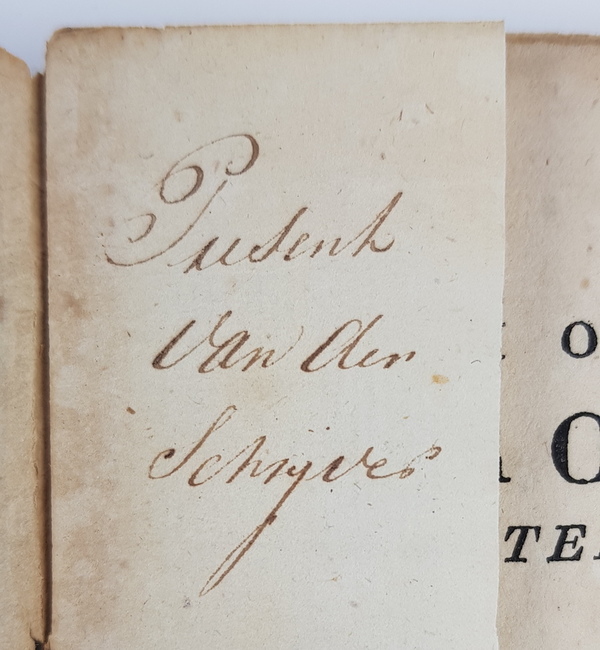 Present
Van der
Schryver